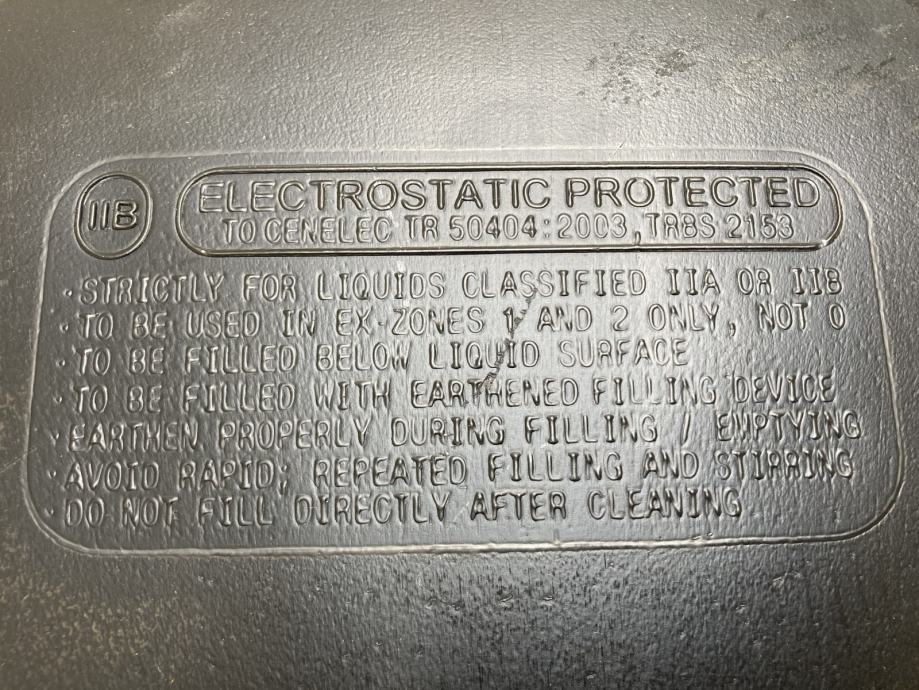 IIB
ELECTROSTATIC PROTECTED
TO CENELEC TR 50404:2003, TRBS 2153
· STRICTLY FOR LIQUIDS CLASSIFIED IIA OR IIB
· TO BE USED IN EX-ZONES 1 AND 2 ONLY, NOT 0
· TO BE FILLED BELOW LIQUID SURFACE
· TO BE FILLED WITH EARTHENED FILLING DEVICE
· EARTHEN PROPERLY DURING FILLING / EMPTYING
· AVOID RAPID; REPEATED FILLING AND STIRRING
· DO NOT FILL DIRECTLY AFTER CLEANING